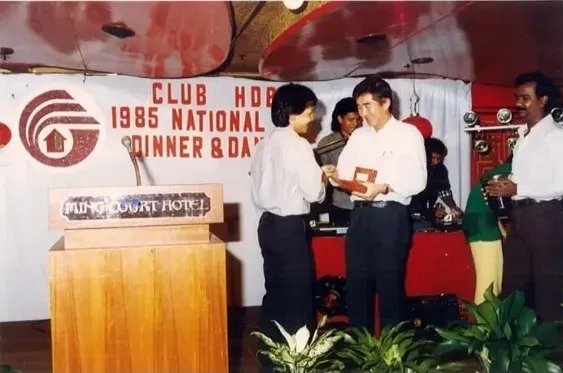 CLUB HDB
1985 NATIONAL
DINNER & DAN
MING COURT HOTEL